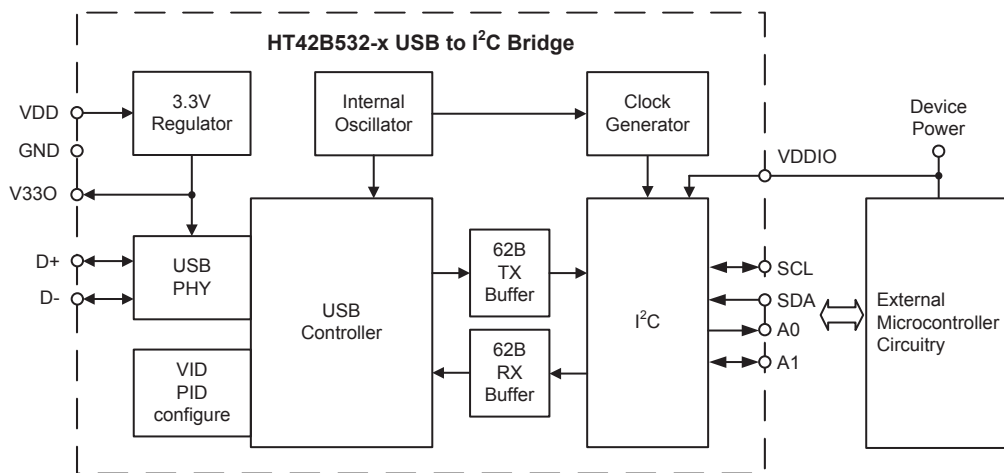 HT42B532-x USB to I²C Bridge
VDD
GND
V33O
D+
D-
3.3V
Regulator
Internal
Oscillator
Clock
Generator
Device
Power
VDDIO
USB
PHY
VID
PID
configure
USB
Controller
62B
TX
Buffer
62B
RX
Buffer
I²C
SCL
SDA
A0
A1
External
Microcontroller
Circuitry